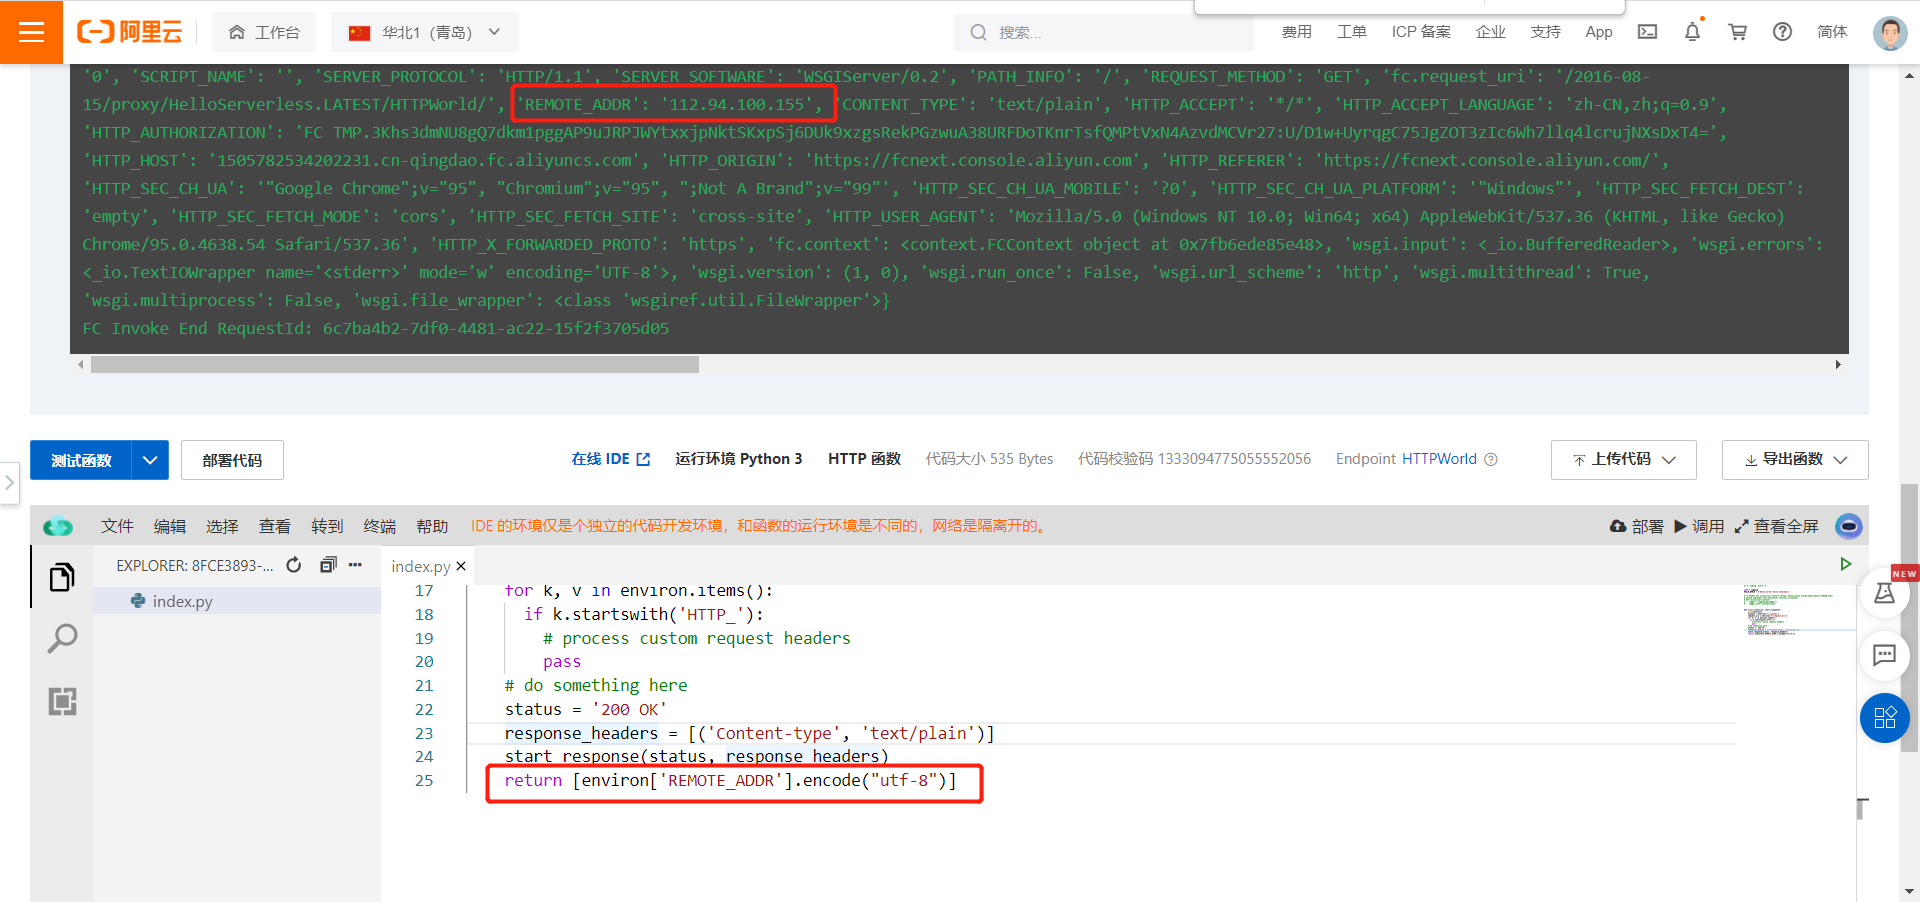 阿里云 工作台 华北1（青岛） 搜索... 费用 工单 ICP 备案 企业 支持 App 简体
'0', 'SCRIPT_NAME': '', 'SERVER_PROTOCOL': 'HTTP/1.1', 'SERVER_SOFTWARE': 'WSGIServer/0.2', 'PATH_INFO': '/', 'REQUEST_METHOD': 'GET', 'fc.request_uri': '/2016-08-
15/proxy/HelloServerless.LATEST/HTTPWorld/', 'REMOTE_ADDR': '112.94.100.155', 'CONTENT_TYPE': 'text/plain', 'HTTP_ACCEPT': '*/*', 'HTTP_ACCEPT_LANGUAGE': 'zh-CN,zh;q=0.9',
'HTTP_AUTHORIZATION': 'FC TMP.3Khs3dmNU8gQ7dkm1pggAP9uJRPJWYtxxjpNktSKxpSj6DUk9xzgsRekPGzwuA38URFDoTKnrTsfQMPtVxN4AzvdMCVr27:U/D1w+UyrqgC75JgZOT3zIc6Wh7llq4lcrujNXsDxT4=',
'HTTP_HOST': '1505782534202231.cn-qingdao.fc.aliyuncs.com', 'HTTP_ORIGIN': 'https://fcnext.console.aliyun.com', 'HTTP_REFERER': 'https://fcnext.console.aliyun.com/',
'HTTP_SEC_CH_UA': '"Google Chrome";v="95", "Chromium";v="95", ";Not A Brand";v="99"', 'HTTP_SEC_CH_UA_MOBILE': '?0', 'HTTP_SEC_CH_UA_PLATFORM': '"Windows"', 'HTTP_SEC_FETCH_DEST':
'empty', 'HTTP_SEC_FETCH_MODE': 'cors', 'HTTP_SEC_FETCH_SITE': 'cross-site', 'HTTP_USER_AGENT': 'Mozilla/5.0 (Windows NT 10.0; Win64; x64) AppleWebKit/537.36 (KHTML, like Gecko)
Chrome/95.0.4638.54 Safari/537.36', 'HTTP_X_FORWARDED_PROTO': 'https', 'fc.context': <context.FCContext object at 0x7fb6ede85e48>, 'wsgi.input': <_io.BufferedReader>, 'wsgi.errors':
<_io.TextIOWrapper name='<stderr>' mode='w' encoding='UTF-8'>, 'wsgi.version': (1, 0), 'wsgi.run_once': False, 'wsgi.url_scheme': 'http', 'wsgi.multithread': True,
'wsgi.multiprocess': False, 'wsgi.file_wrapper': <class 'wsgiref.util.FileWrapper'>}
FC Invoke End RequestId: 6c7ba4b2-7df0-4481-ac22-15f2f3705d05
测试函数 部署代码 在线 IDE 运行环境 Python 3 HTTP 函数 代码大小 535 Bytes 代码校验码 1333094775055552056 Endpoint HTTPWorld 上传代码 导出函数
文件 编辑 选择 查看 转到 终端 帮助 IDE 的环境仅是个独立的代码开发环境，和函数的运行环境是不同的，网络是隔离开的。 部署 调用 查看全屏
EXPLORER: 8FCE3893-... index.py
NEW
index.py
17 for k, v in environ.items():
18 if k.startswith('HTTP_'):
19 # process custom request headers
20 pass
21 # do something here
22 status = '200 OK'
23 response_headers = [('Content-type', 'text/plain')]
24 start_response(status, response_headers)
25 return [environ['REMOTE_ADDR'].encode("utf-8")]